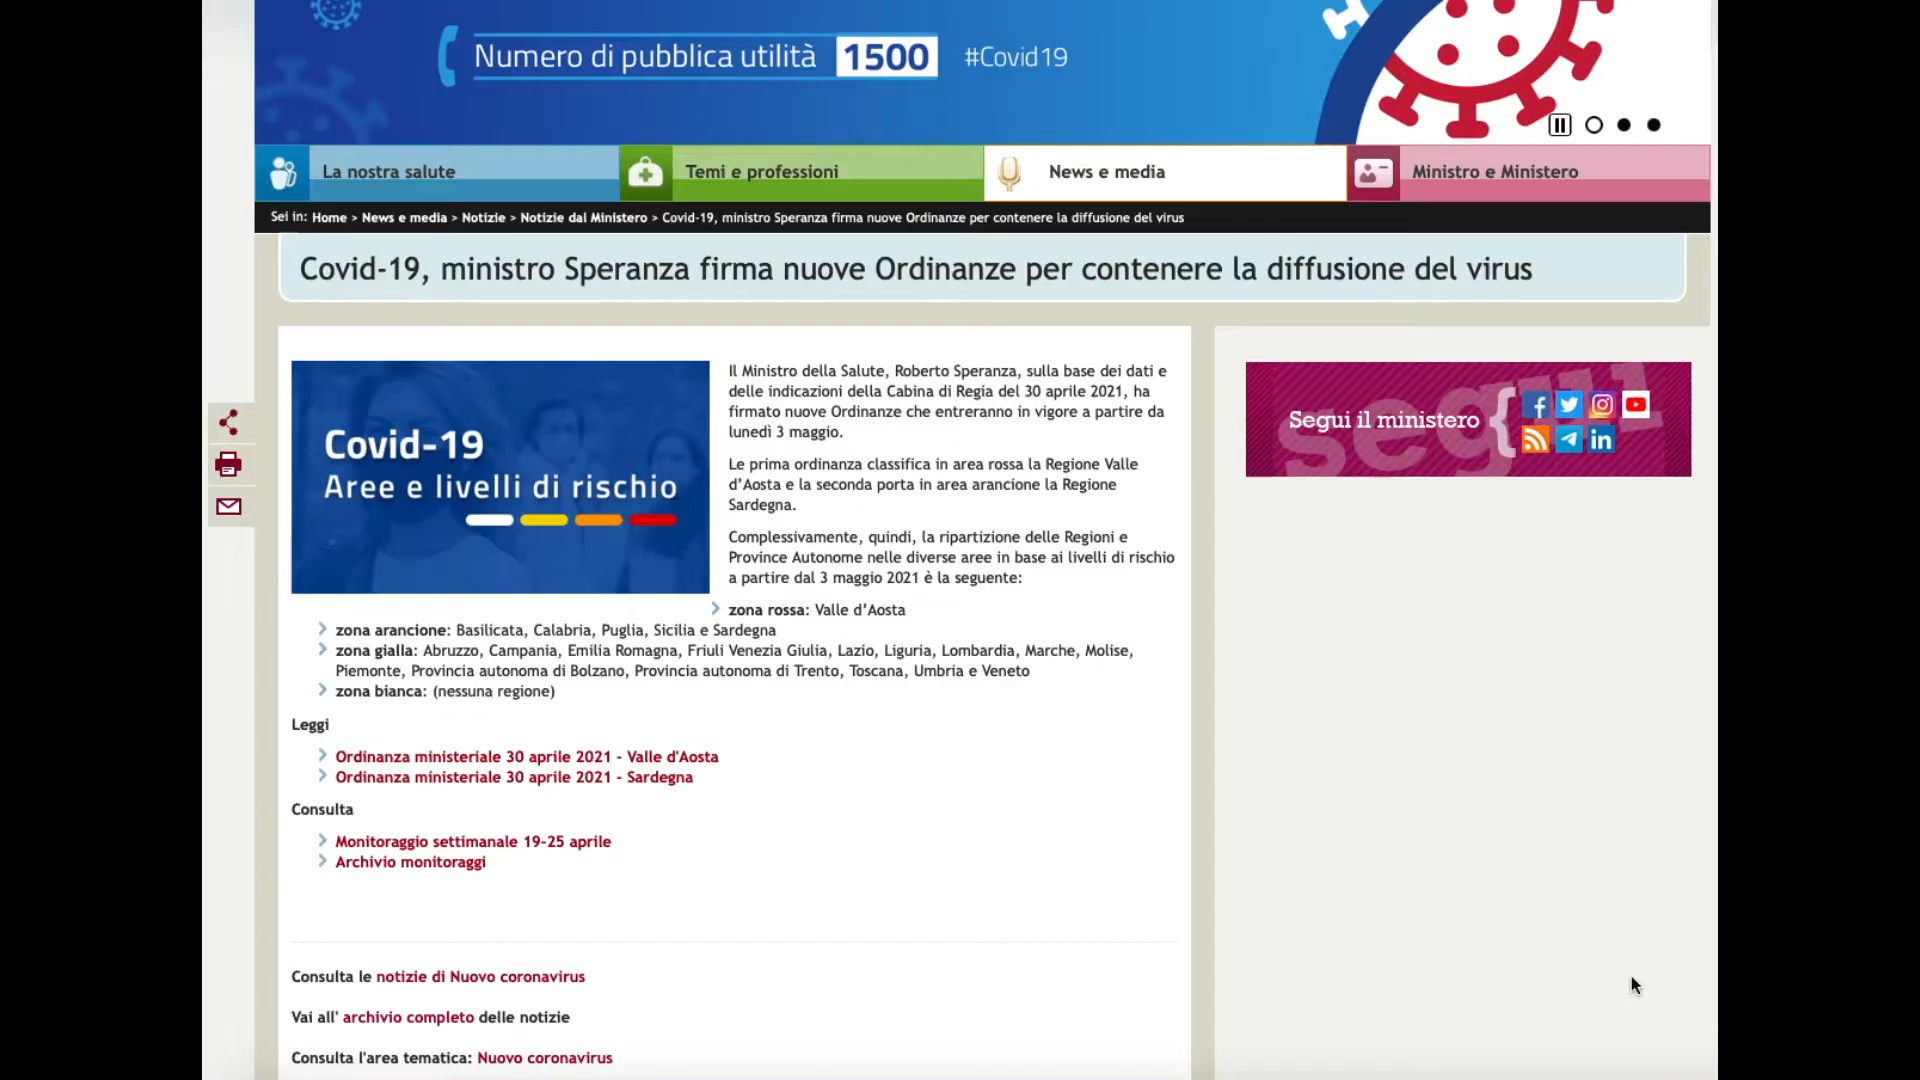 Numero di pubblica utilità 1500 #Covid19
La nostra salute
Temi e professioni
News e media
Ministro e Ministero
Sei in: Home > News e media > Notizie > Notizie dal Ministero > Covid-19, ministro Speranza firma nuove Ordinanze per contenere la diffusione del virus
Covid-19, ministro Speranza firma nuove Ordinanze per contenere la diffusione del virus
Covid-19
Aree e livelli di rischio
Il Ministro della Salute, Roberto Speranza, sulla base dei dati e
delle indicazioni della Cabina di Regia del 30 aprile 2021, ha
firmato nuove Ordinanze che entreranno in vigore a partire da
lunedì 3 maggio.
Le prima ordinanza classifica in area rossa la Regione Valle
d’Aosta e la seconda porta in area arancione la Regione
Sardegna.
Complessivamente, quindi, la ripartizione delle Regioni e
Province Autonome nelle diverse aree in base ai livelli di rischio
a partire dal 3 maggio 2021 è la seguente:
zona rossa: Valle d’Aosta
zona arancione: Basilicata, Calabria, Puglia, Sicilia e Sardegna
zona gialla: Abruzzo, Campania, Emilia Romagna, Friuli Venezia Giulia, Lazio, Liguria, Lombardia, Marche, Molise,
Piemonte, Provincia autonoma di Bolzano, Provincia autonoma di Trento, Toscana, Umbria e Veneto
zona bianca: (nessuna regione)
Leggi
Ordinanza ministeriale 30 aprile 2021 - Valle d'Aosta
Ordinanza ministeriale 30 aprile 2021 - Sardegna
Consulta
Monitoraggio settimanale 19-25 aprile
Archivio monitoraggi
Consulta le notizie di Nuovo coronavirus
Vai all' archivio completo delle notizie
Consulta l'area tematica: Nuovo coronavirus
segui
Segui il ministero